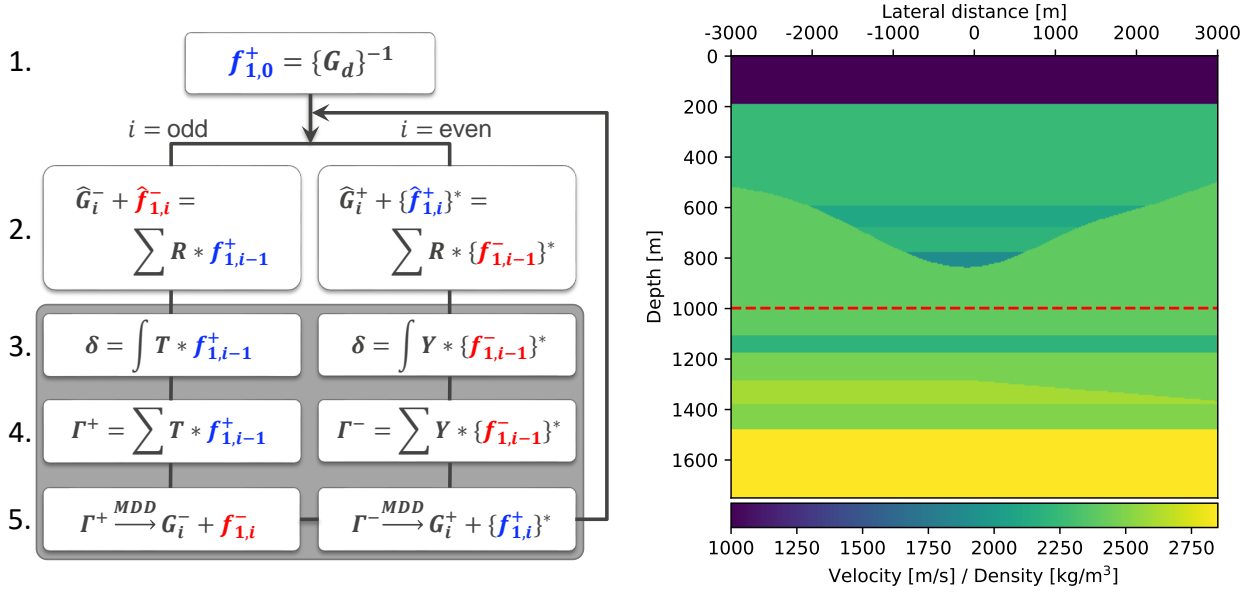 1.
f⁺₁,₀ = {G_d}⁻¹
i = odd
i = even
2.
Ĝ⁻ᵢ + f̂⁻₁,ᵢ =
∑ R * f⁺₁,ᵢ₋₁
Ĝ⁺ᵢ + {f̂⁺₁,ᵢ}* =
∑ R * {f⁻₁,ᵢ₋₁}*
3.
δ = ∫ T * f⁺₁,ᵢ₋₁
δ = ∫ Y * {f⁻₁,ᵢ₋₁}*
4.
Γ⁺ = ∑ T * f⁺₁,ᵢ₋₁
Γ⁻ = ∑ Y * {f⁻₁,ᵢ₋₁}*
5.
MDD
Γ⁺ → G⁻ᵢ + f⁻₁,ᵢ
MDD
Γ⁻ → G⁺ᵢ + {f⁺₁,ᵢ}*
Lateral distance [m]
-3000 -2000 -1000 0 1000 2000 3000
Depth [m]
0
200
400
600
800
1000
1200
1400
1600
1000 1250 1500 1750 2000 2250 2500 2750
Velocity [m/s] / Density [kg/m³]